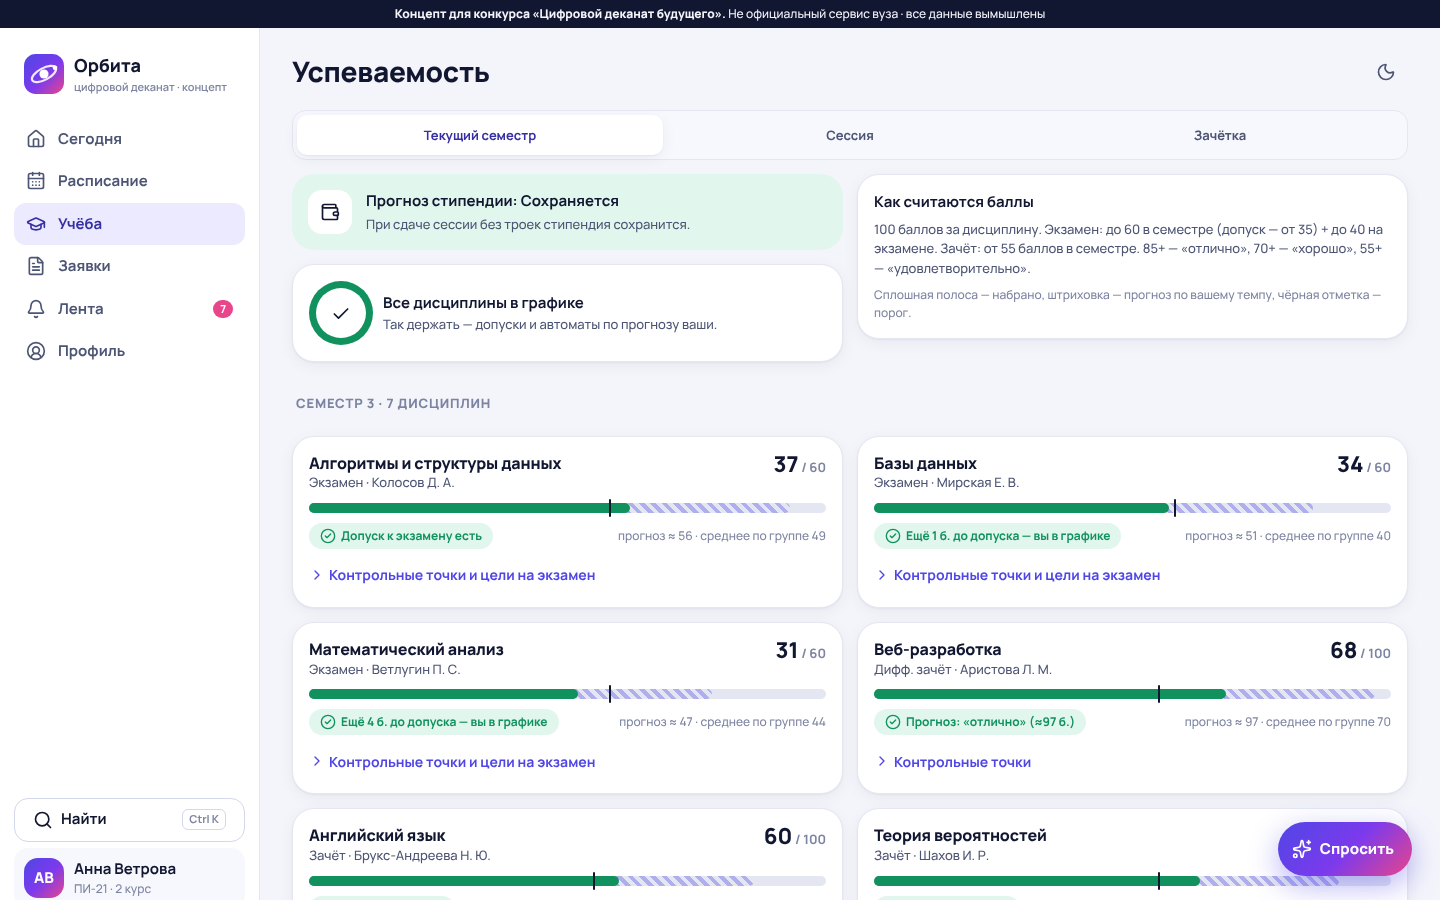 Концепт для конкурса «Цифровой деканат будущего». Не официальный сервис вуза · все данные вымышлены
Орбита
цифровой деканат · концепт
Сегодня
Расписание
Учёба
Заявки
Лента 7
Профиль
Найти Ctrl K
АВ
Анна Ветрова
ПИ-21 · 2 курс
Успеваемость
Текущий семестр Сессия Зачётка
Прогноз стипендии: Сохраняется
При сдаче сессии без троек стипендия сохранится.
Все дисциплины в графике
Так держать — допуски и автоматы по прогнозу ваши.
Как считаются баллы
100 баллов за дисциплину. Экзамен: до 60 в семестре (допуск — от 35) + до 40 на
экзамене. Зачёт: от 55 баллов в семестре. 85+ — «отлично», 70+ — «хорошо», 55+
— «удовлетворительно».
Сплошная полоса — набрано, штриховка — прогноз по вашему темпу, чёрная отметка —
порог.
СЕМЕСТР 3 · 7 ДИСЦИПЛИН
Алгоритмы и структуры данных 37 / 60
Экзамен · Колосов Д. А.
Допуск к экзамену есть прогноз ≈ 56 · среднее по группе 49
Контрольные точки и цели на экзамен
Базы данных 34 / 60
Экзамен · Мирская Е. В.
Ещё 1 б. до допуска — вы в графике прогноз ≈ 51 · среднее по группе 40
Контрольные точки и цели на экзамен
Математический анализ 31 / 60
Экзамен · Ветлугин П. С.
Ещё 4 б. до допуска — вы в графике прогноз ≈ 47 · среднее по группе 44
Контрольные точки и цели на экзамен
Веб-разработка 68 / 100
Дифф. зачёт · Аристова Л. М.
Прогноз: «отлично» (≈97 б.) прогноз ≈ 97 · среднее по группе 70
Контрольные точки
Английский язык 60 / 100
Зачёт · Брукс-Андреева Н. Ю.
Теория вероятностей
Зачёт · Шахов И. Р.
Спросить